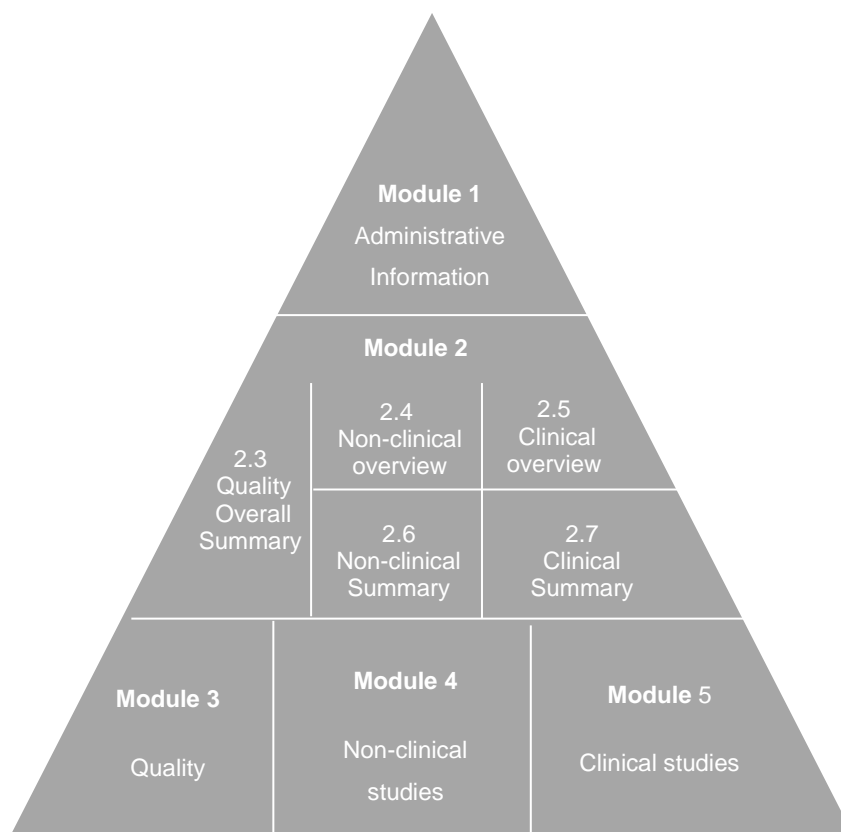 Module 1
Administrative
Information
Module 2
2.3
Quality
Overall
Summary
2.4
Non-clinical
overview
2.5
Clinical
overview
2.6
Non-clinical
Summary
2.7
Clinical
Summary
Module 3
Quality
Module 4
Non-clinical
studies
Module 5
Clinical studies